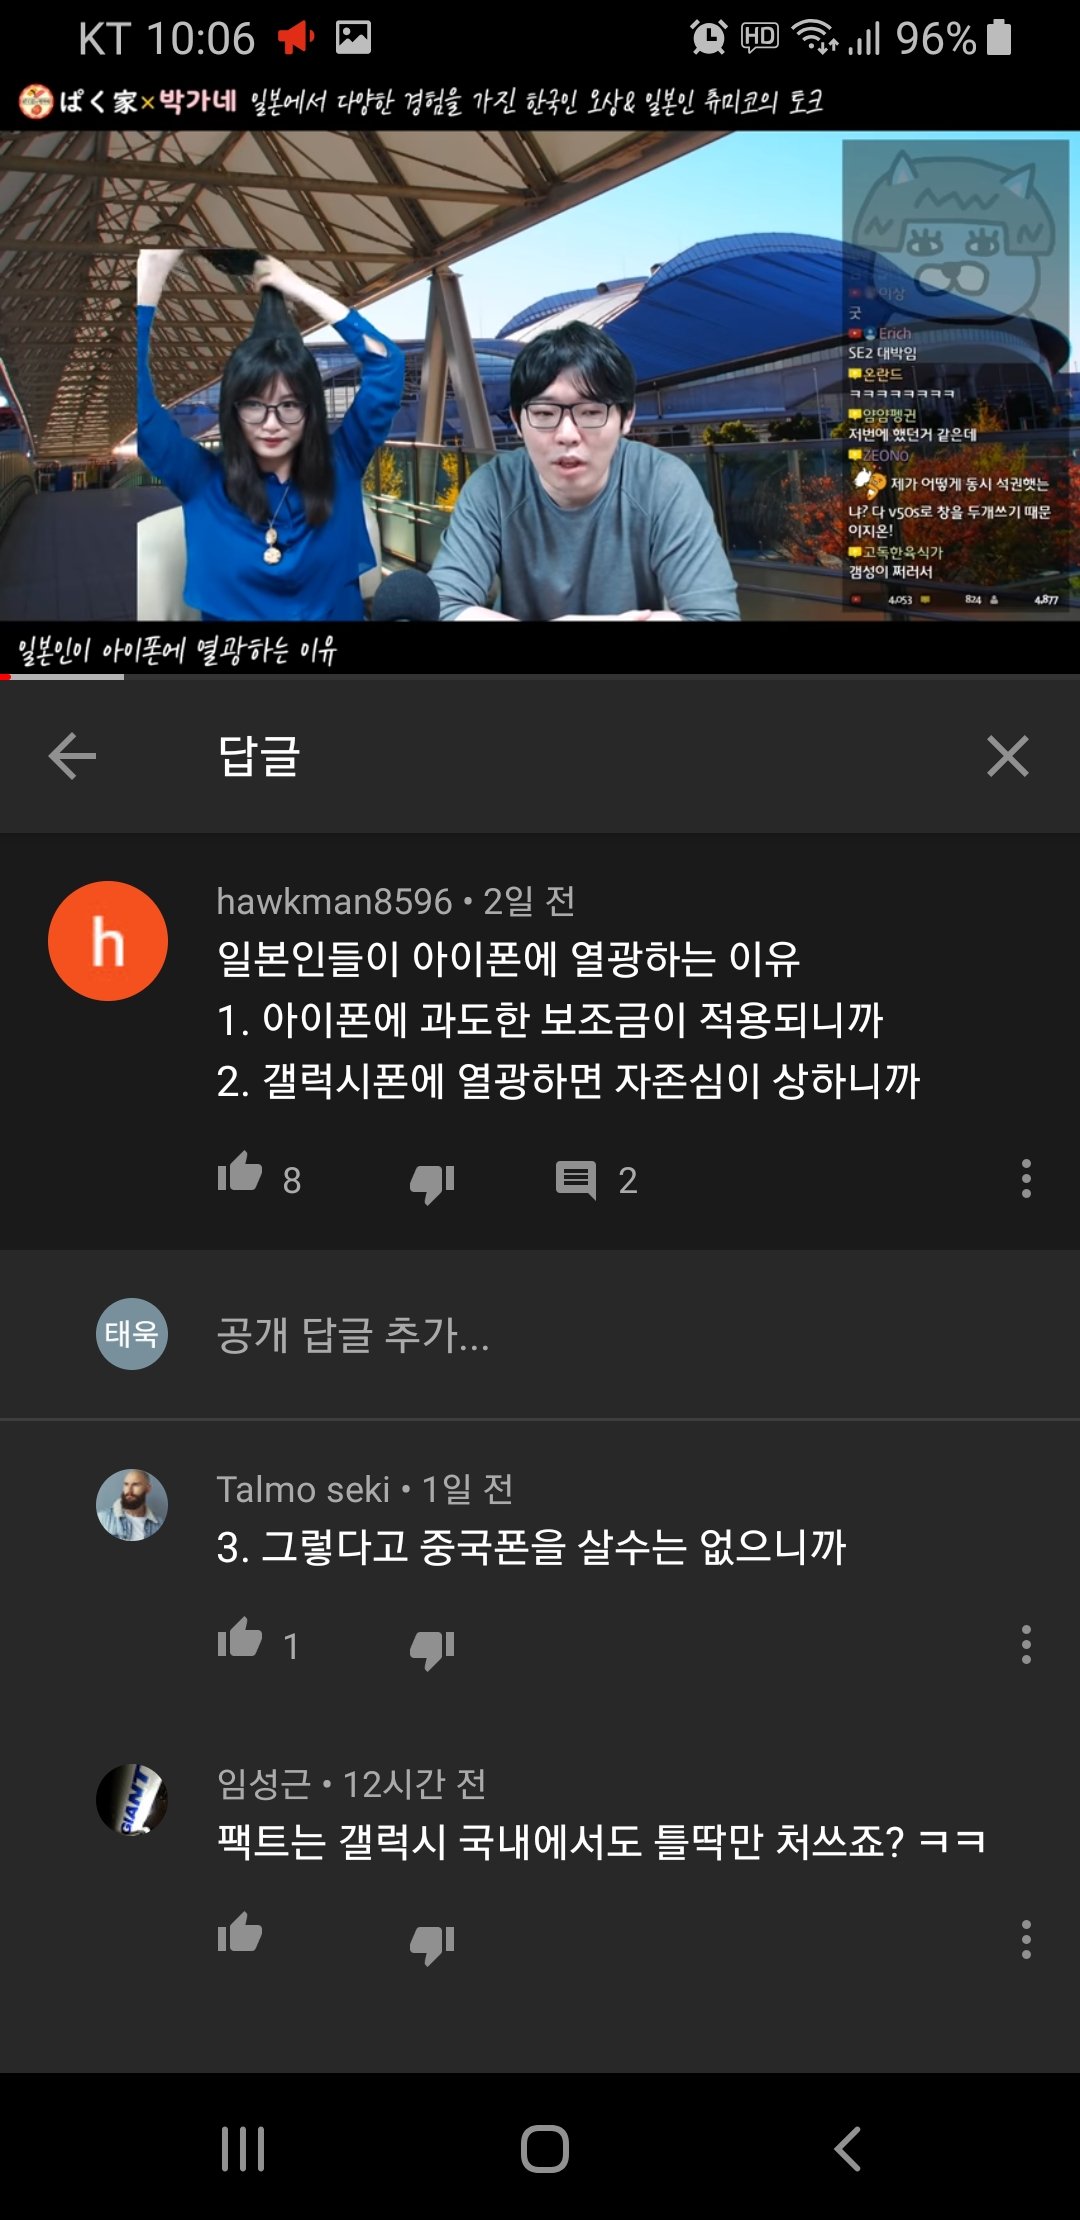 KT 10:06
HD 96%
ぱく家×박가네 일본에서 다양한 경험을 가진 한국인 오상& 일본인 츄미코의 토크
이상
굿
Erich
SE2 대박임
온란드
ㅋㅋㅋㅋㅋㅋㅋㅋ
얌얌펭귄
저번에 했던거 같은데
ZEONO
제가 어떻게 동시 석권했는
냐? 다 v50s로 창을 두개쓰기 때문
이지온!
고독한육식가
갬성이 쩌러서
4,053 824 4,877
일본인이 아이폰에 열광하는 이유
답글
h
hawkman8596 • 2일 전
일본인들이 아이폰에 열광하는 이유
1. 아이폰에 과도한 보조금이 적용되니까
2. 갤럭시폰에 열광하면 자존심이 상하니까
8 2
태욱 공개 답글 추가...
Talmo seki • 1일 전
3. 그렇다고 중국폰을 살수는 없으니까
1
GIANT
임성근 • 12시간 전
팩트는 갤럭시 국내에서도 틀딱만 처쓰죠? ㅋㅋ